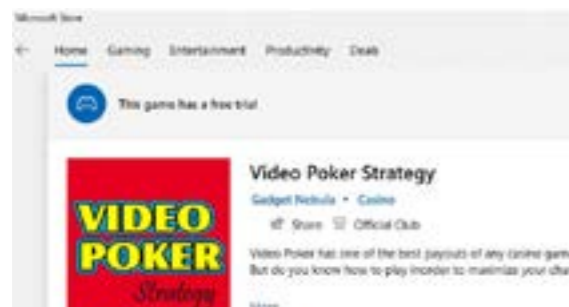 Microsoft Store
Home Gaming Entertainment Productivity Deals
This game has a free trial
Video Poker Strategy
Gadget Nebula • Casino
Share Official Club
VIDEO
POKER
Strategy
Video Poker has one of the best payouts of any casino gam
But do you know how to play inorder to maximize your cha
More